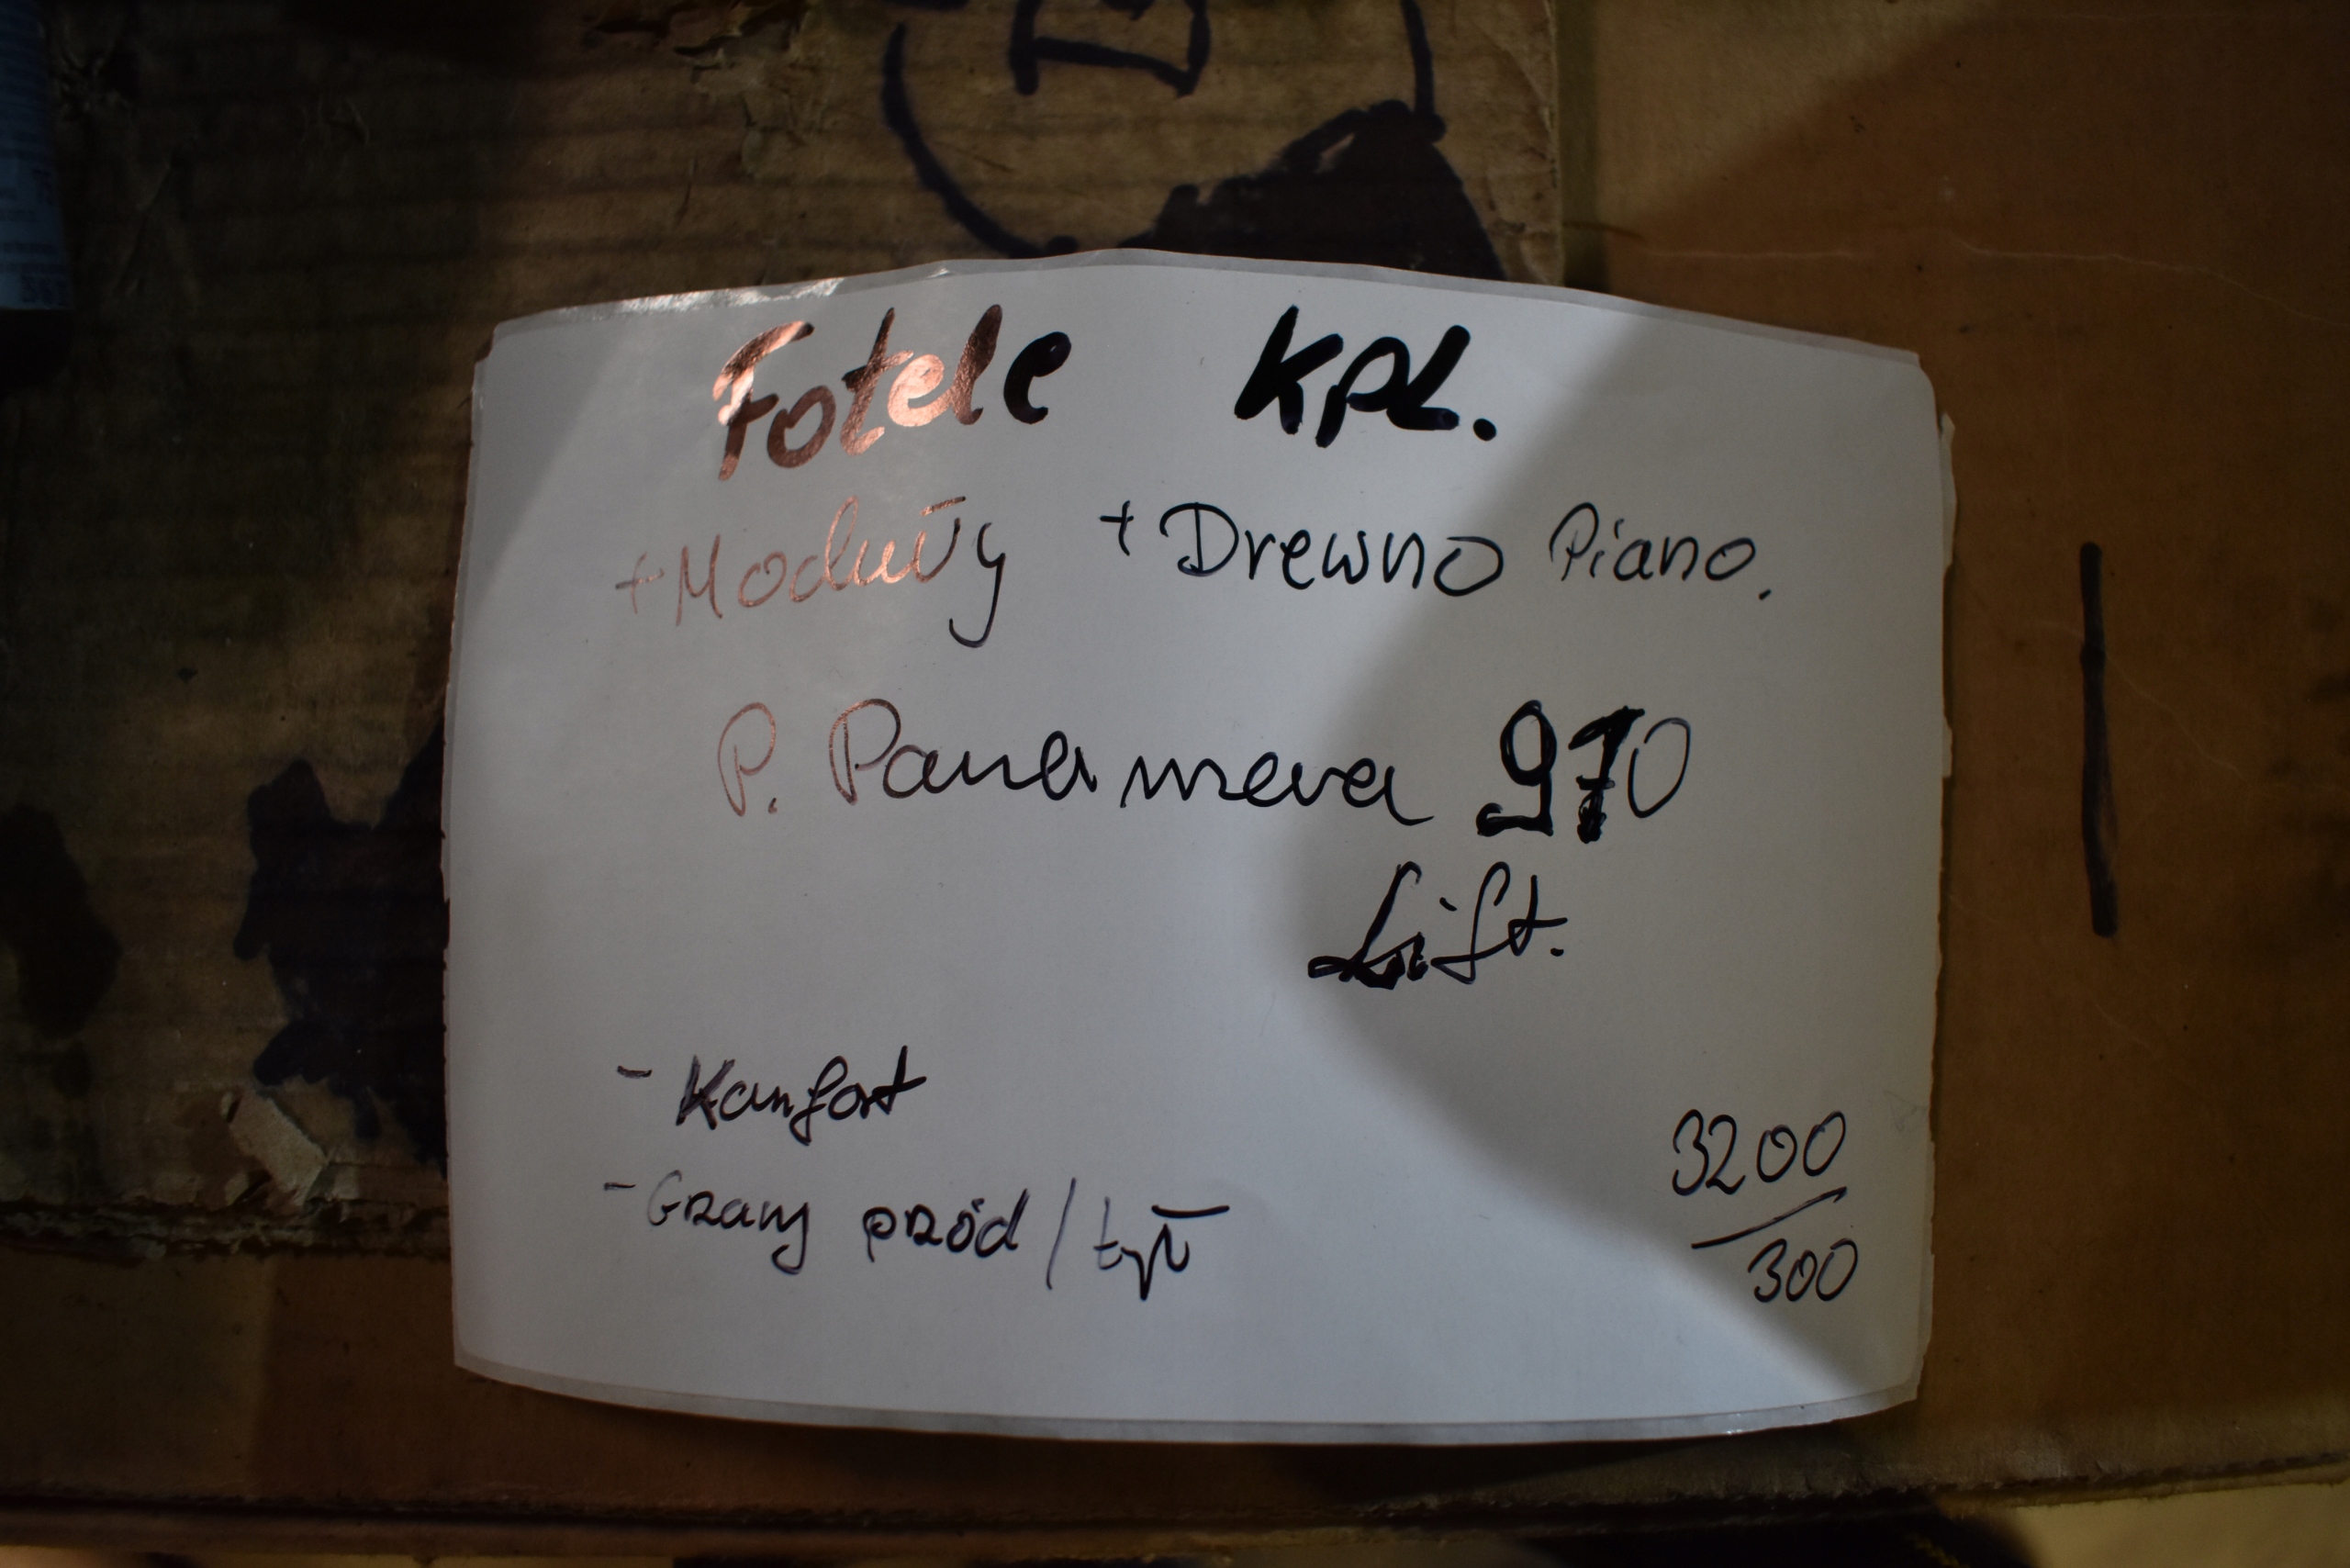 Fotele kpl.
+Moduły +Drewno Piano.
P. Panamera 970
Lift.
- Komfort
- Grzany przód/tył
3200
300